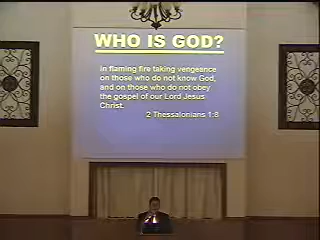 WHO IS GOD?
In flaming fire taking vengeance
on those who do not know God,
and on those who do not obey
the gospel of our Lord Jesus
Christ.
2 Thessalonians 1:8